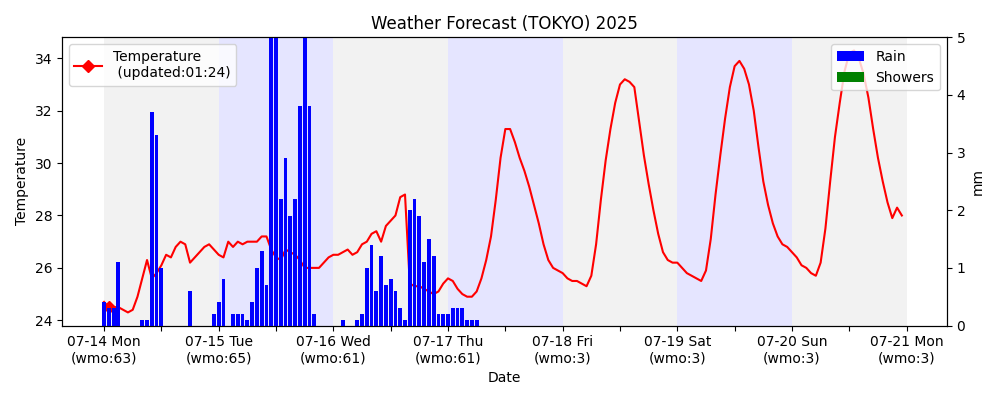 Weather Forecast (TOKYO) 2025
Temperature
(updated:01:24)
Rain
Showers
34
32
30
28
26
24
Temperature
5
4
3
2
1
0
mm
07-14 Mon
(wmo:63)
07-15 Tue
(wmo:65)
07-16 Wed
(wmo:61)
07-17 Thu
(wmo:61)
07-18 Fri
(wmo:3)
07-19 Sat
(wmo:3)
07-20 Sun
(wmo:3)
07-21 Mon
(wmo:3)
Date